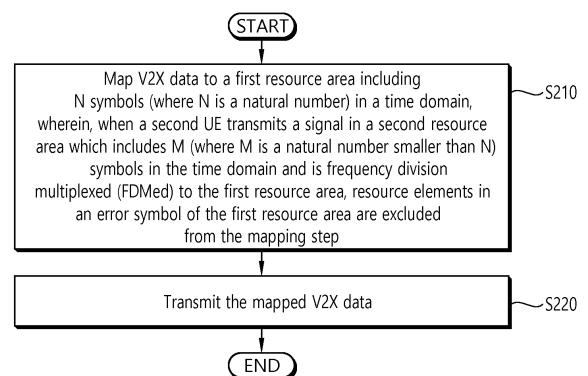 START
Map V2X data to a first resource area including
N symbols (where N is a natural number) in a time domain,
wherein, when a second UE transmits a signal in a second resource
area which includes M (where M is a natural number smaller than N)
symbols in the time domain and is frequency division
multiplexed (FDMed) to the first resource area, resource elements in
an error symbol of the first resource area are excluded
from the mapping step
S210
Transmit the mapped V2X data
S220
END